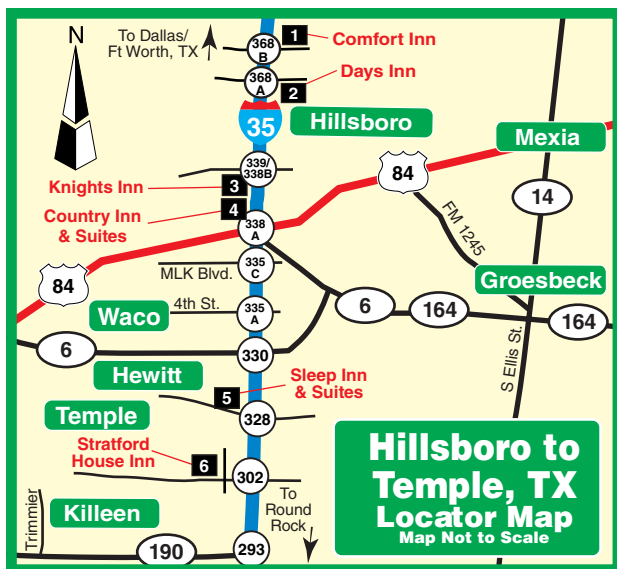 N
To Dallas/
Ft Worth, TX
368
B
1
Comfort Inn
368
A
2
Days Inn
35
Hillsboro
Mexia
339/
338B
84
Knights Inn
3
14
Country Inn
& Suites
4
338
A
FM 1245
84
MLK Blvd.
335
C
Groesbeck
Waco
4th St.
335
A
6
164
164
6
330
S Ellis St.
Hewitt
Sleep Inn
& Suites
5
Temple
328
Stratford
House Inn
6
302
Hillsboro to
Temple, TX
Locator Map
Map Not to Scale
To
Round
Rock
Trimmier
Killeen
190
293